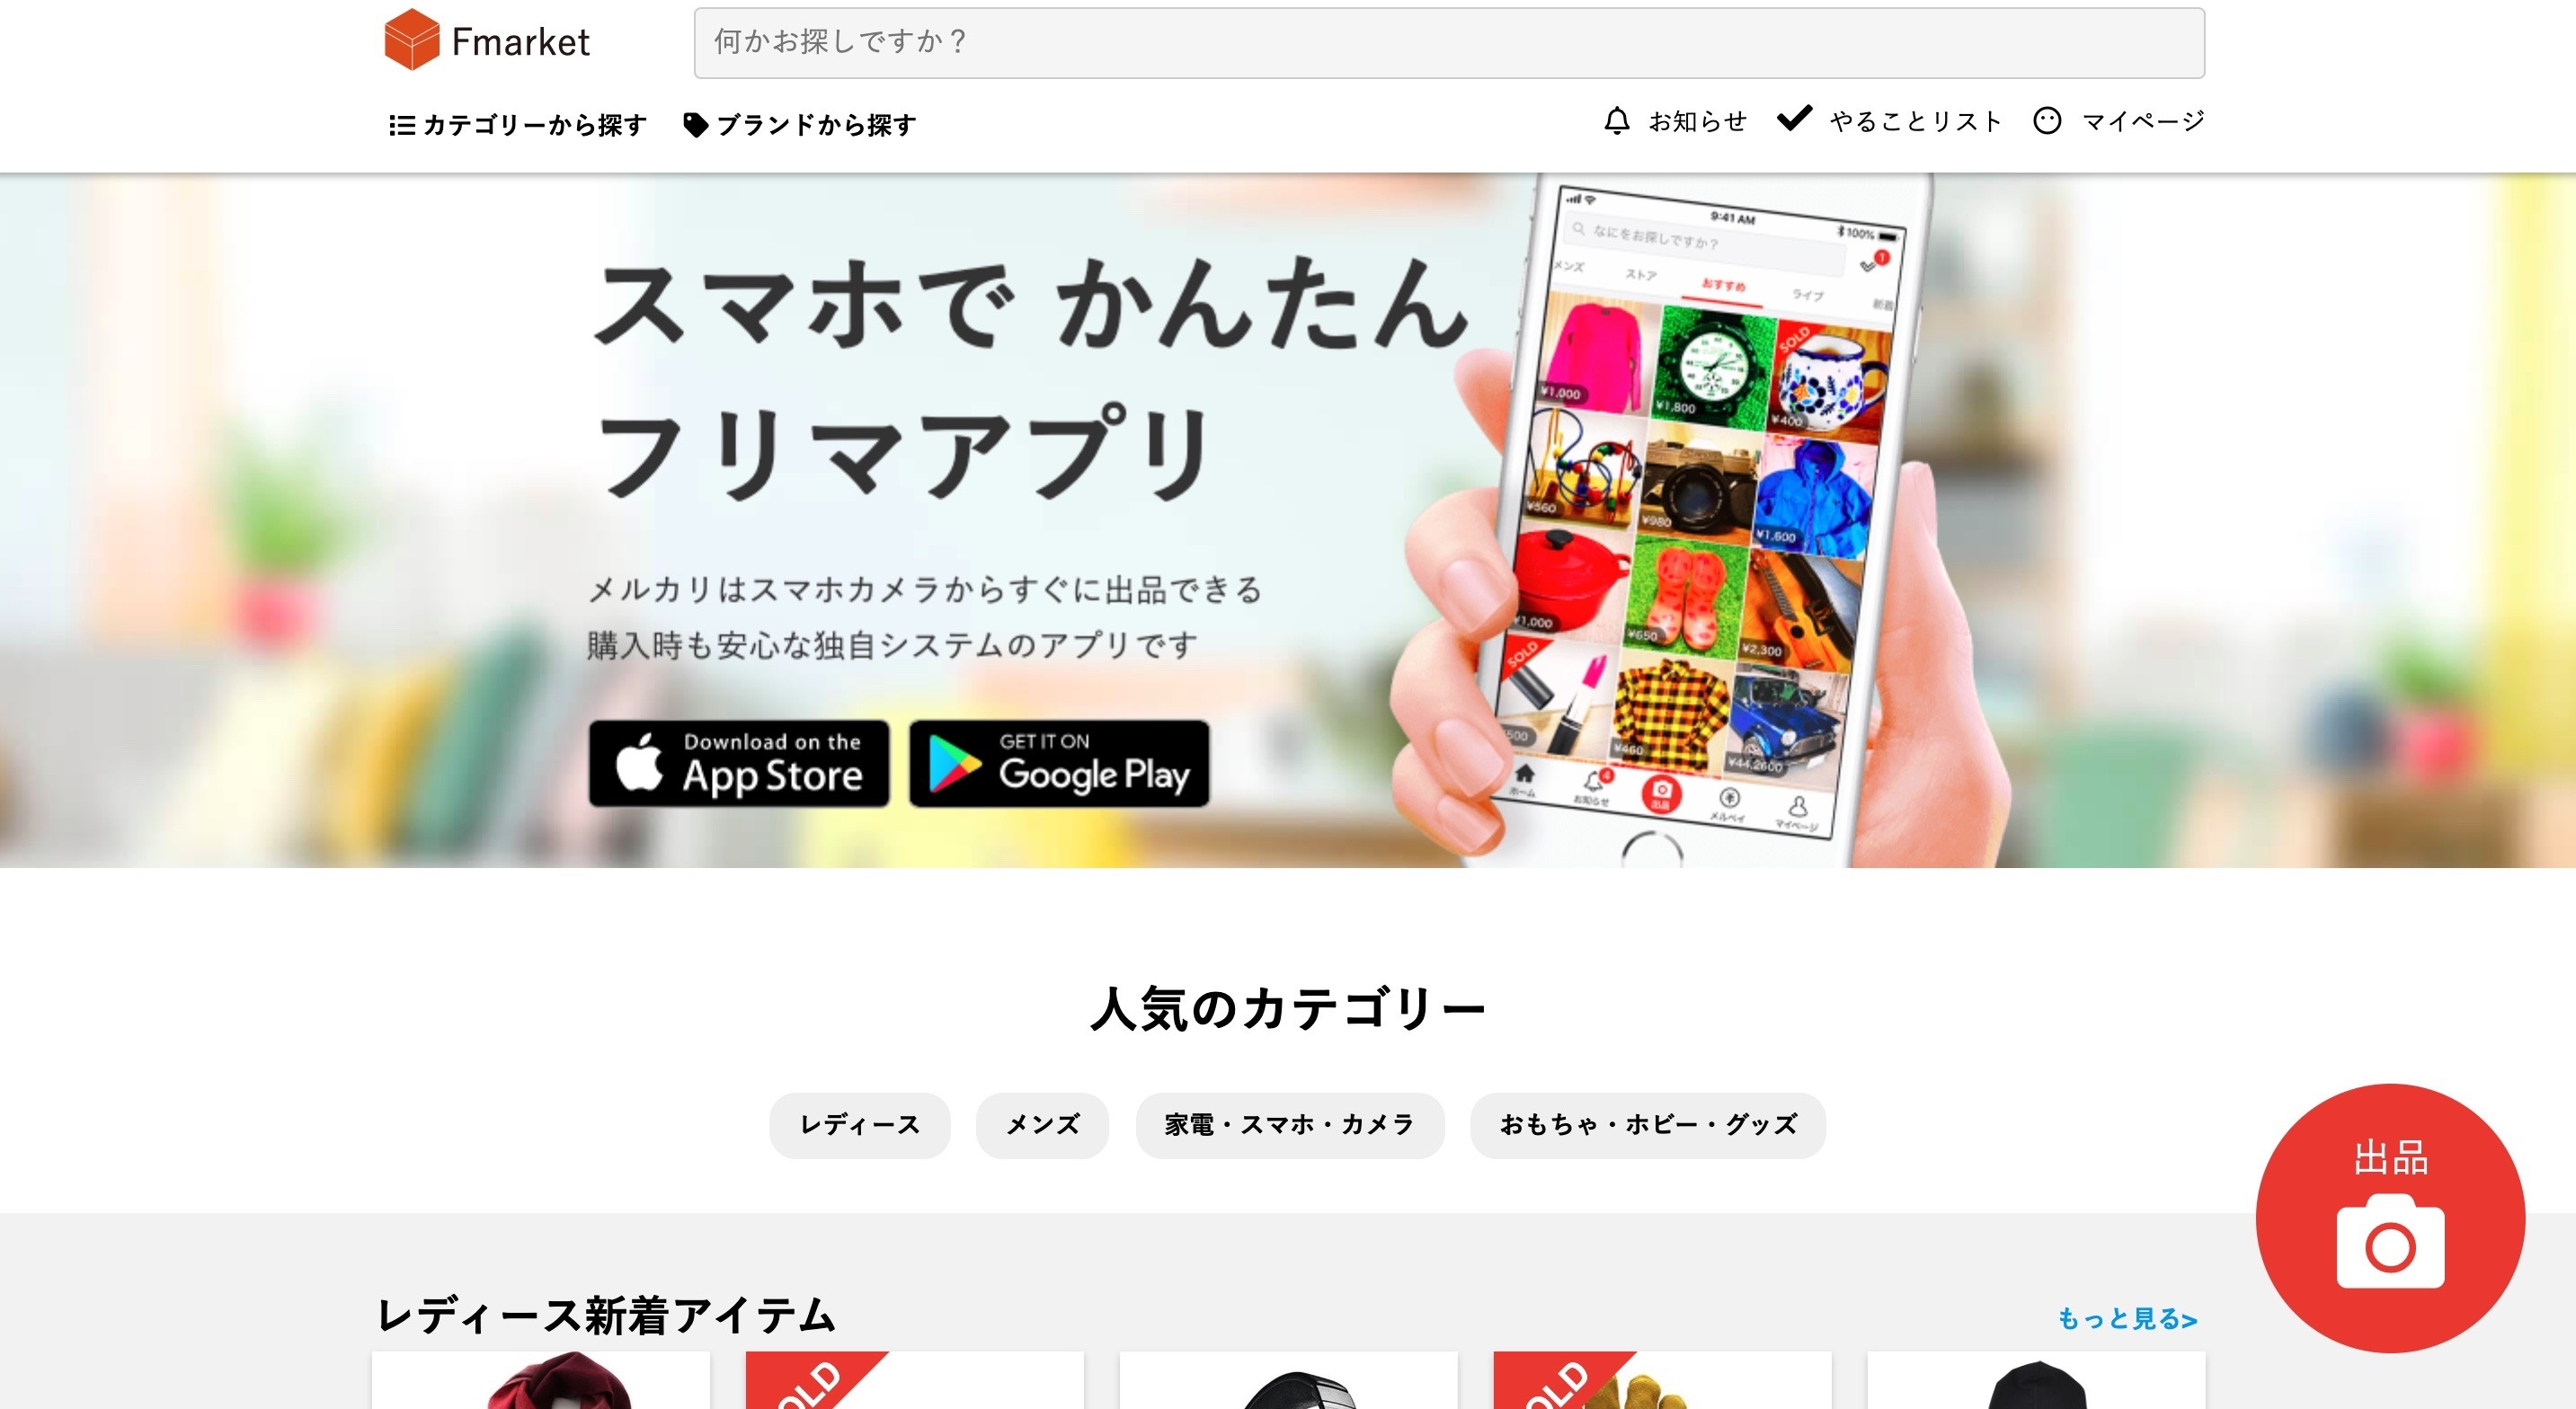 Fmarket
何かお探しですか？
カテゴリーから探す
ブランドから探す
お知らせ
やることリスト
マイページ
スマホで かんたん
フリマアプリ
メルカリはスマホカメラからすぐに出品できる
購入時も安心な独自システムのアプリです
Download on the
App Store
GET IT ON
Google Play
9:41 AM
100%
なにをお探しですか？
1
メンズ
ストア
おすすめ
ライブ
新着
¥1,000
¥1,800
SOLD
¥400
¥560
¥980
¥1,600
¥1,000
¥650
¥2,300
SOLD
500
¥460
¥44,2600
ホーム
4
お知らせ
出品
メルペイ
マイページ
人気のカテゴリー
レディース
メンズ
家電・スマホ・カメラ
おもちゃ・ホビー・グッズ
出品
レディース新着アイテム
もっと見る>
OLD
OLD